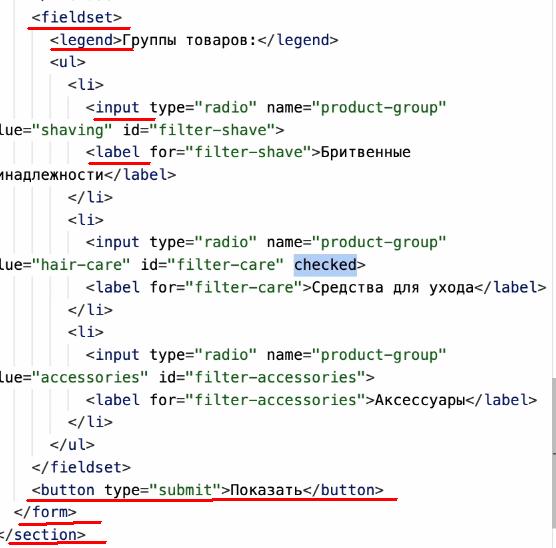 <fieldset>
<legend>Группы товаров:</legend>
<ul>
<li>
<input type="radio" name="product-group"
lue="shaving" id="filter-shave">
<label for="filter-shave">Бритвенные
инадлежности</label>
</li>
<li>
<input type="radio" name="product-group"
lue="hair-care" id="filter-care" checked>
<label for="filter-care">Средства для ухода</label>
</li>
<li>
<input type="radio" name="product-group"
lue="accessories" id="filter-accessories">
<label for="filter-accessories">Аксессуары</label>
</li>
</ul>
</fieldset>
<button type="submit">Показать</button>
</form>
</section>